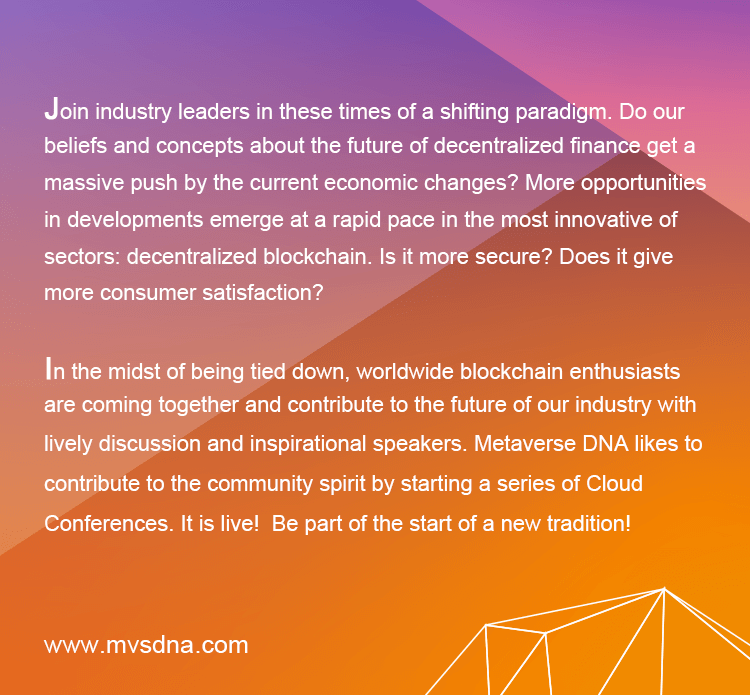 Join industry leaders in these times of a shifting paradigm. Do our
beliefs and concepts about the future of decentralized finance get a
massive push by the current economic changes? More opportunities
in developments emerge at a rapid pace in the most innovative of
sectors: decentralized blockchain. Is it more secure? Does it give
more consumer satisfaction?
In the midst of being tied down, worldwide blockchain enthusiasts
are coming together and contribute to the future of our industry with
lively discussion and inspirational speakers. Metaverse DNA likes to
contribute to the community spirit by starting a series of Cloud
Conferences. It is live!  Be part of the start of a new tradition!
www.mvsdna.com